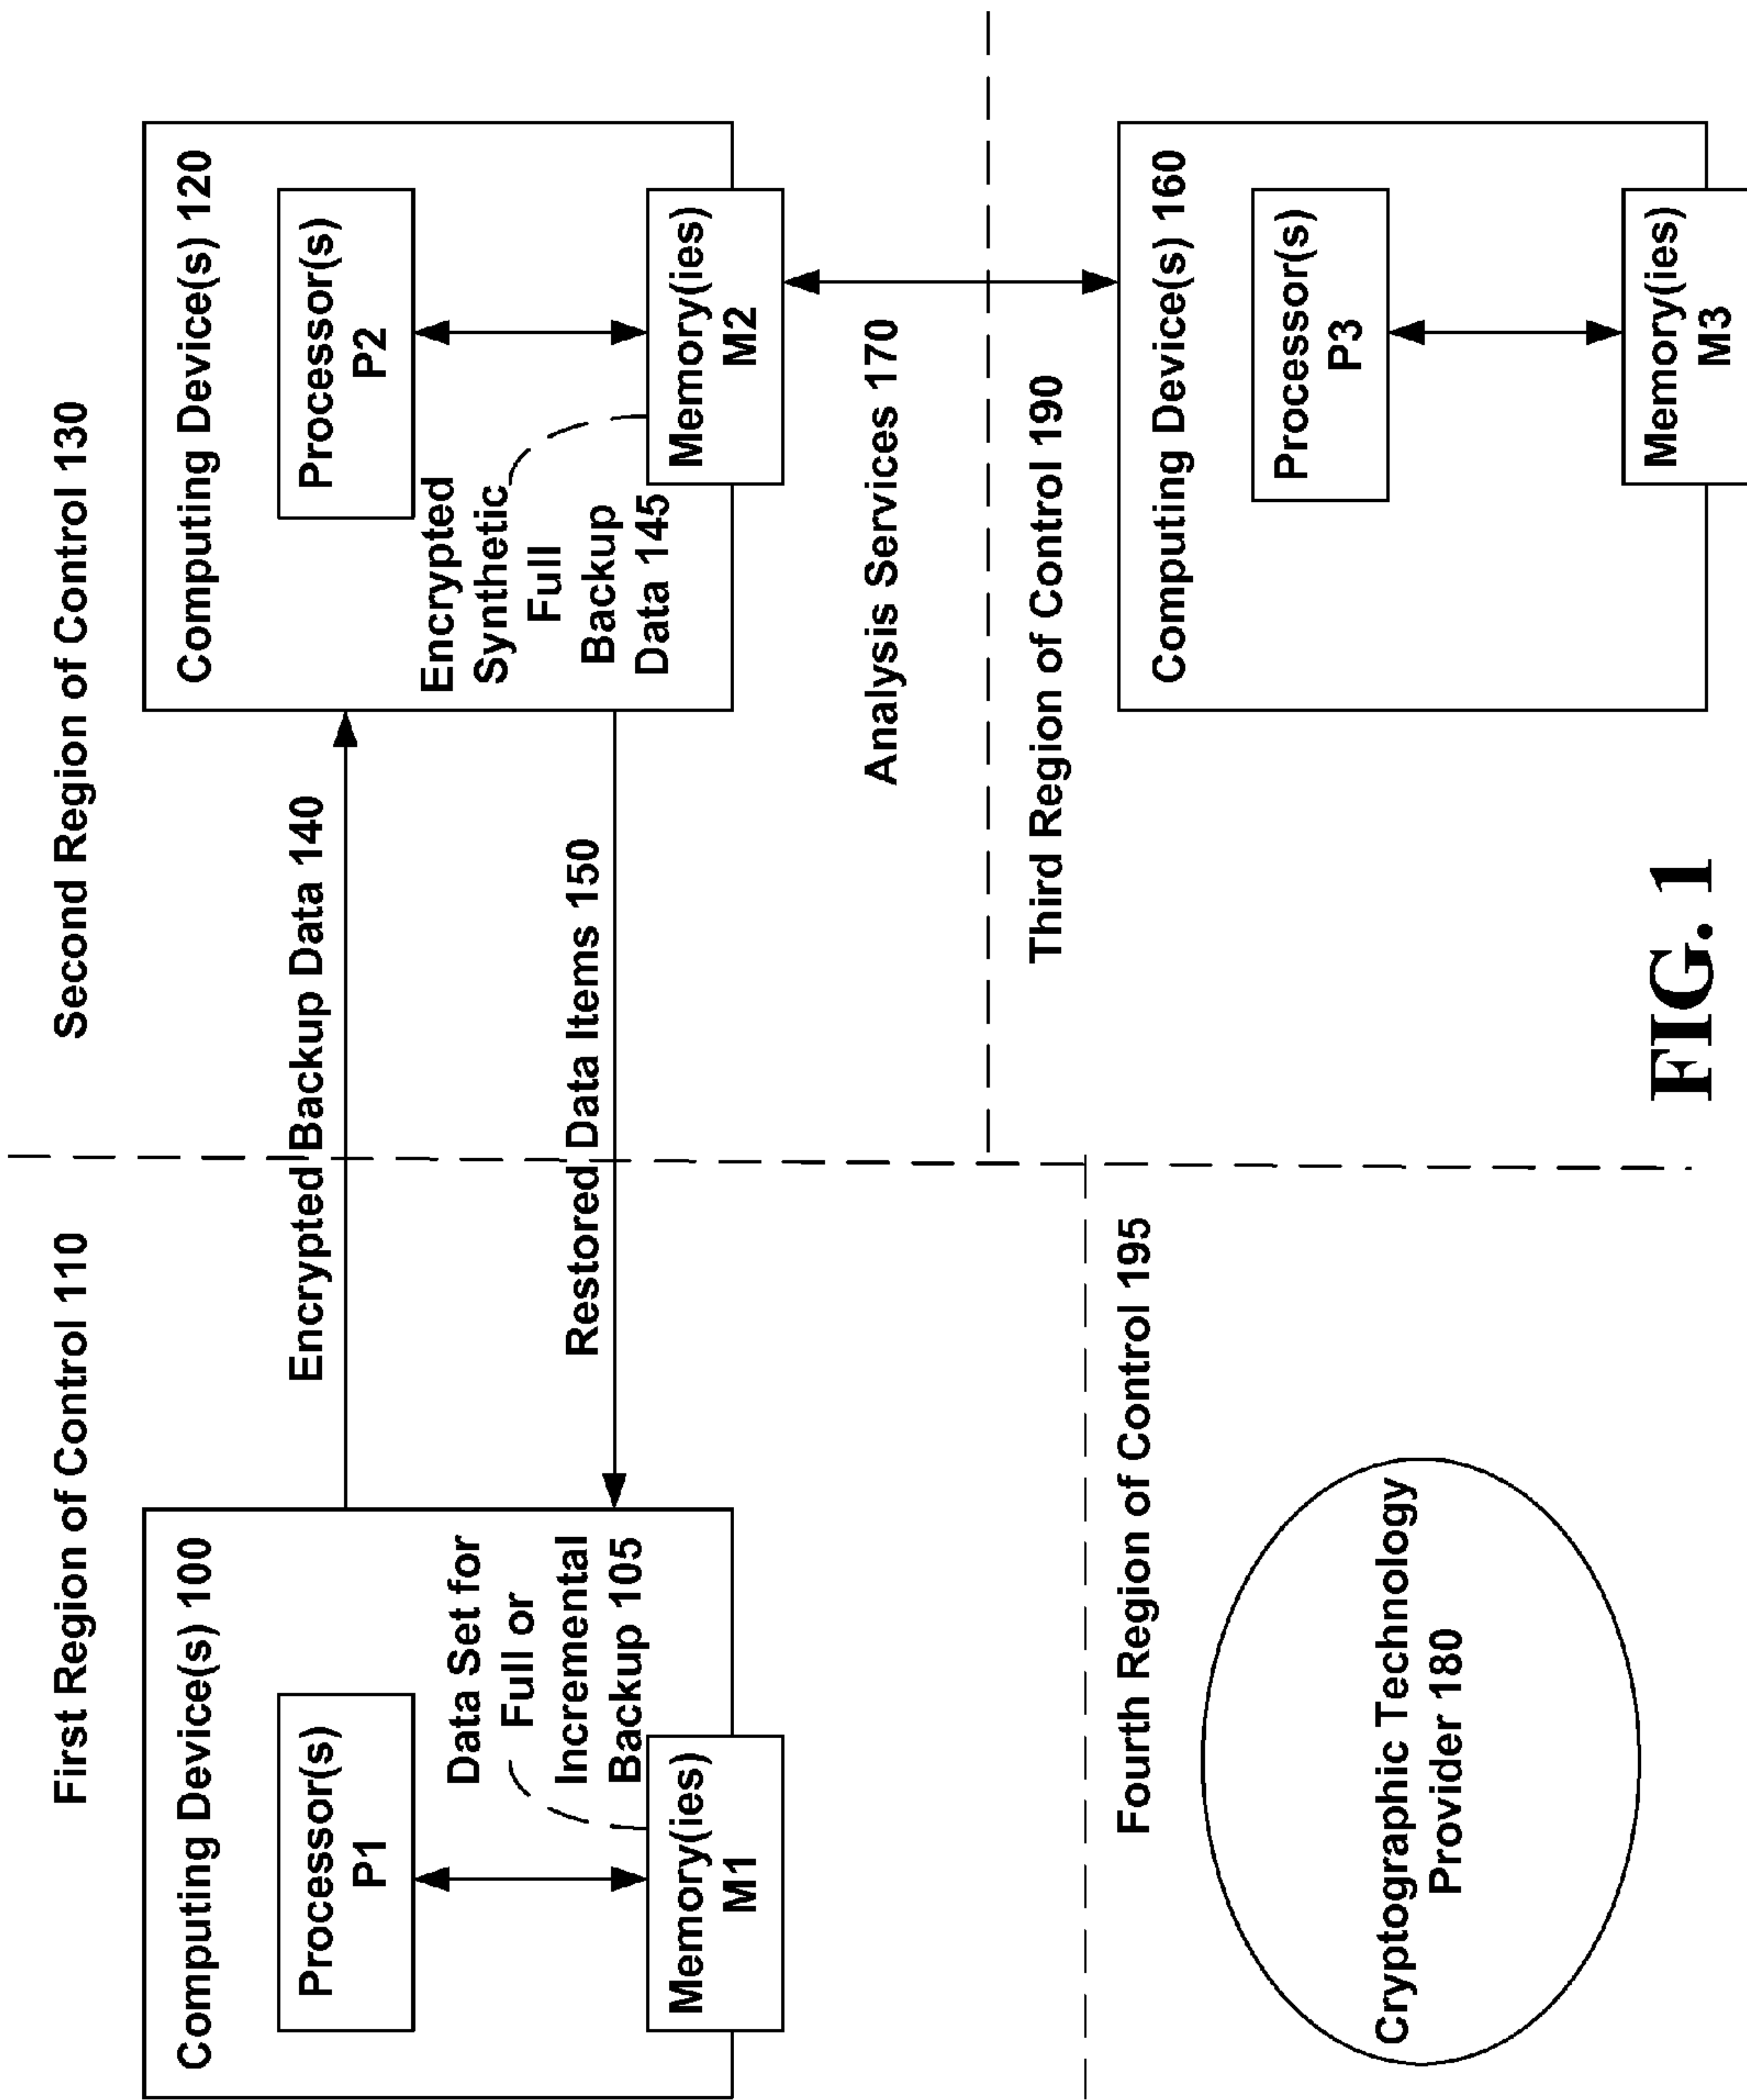 First Region of Control 110
Second Region of Control 130
Computing Device(s) 100
Processor(s)
P1
Data Set for
Full or
Incremental
Backup 105
Memory(ies)
M1
Encrypted Backup Data 140
Restored Data Items 150
Computing Device(s) 120
Processor(s)
P2
Encrypted
Synthetic
Full
Backup
Data 145
Memory(ies)
M2
Analysis Services 170
Fourth Region of Control 195
Cryptographic Technology
Provider 180
Third Region of Control 190
Computing Device(s) 160
Processor(s)
P3
Memory(ies)
M3
FIG. 1